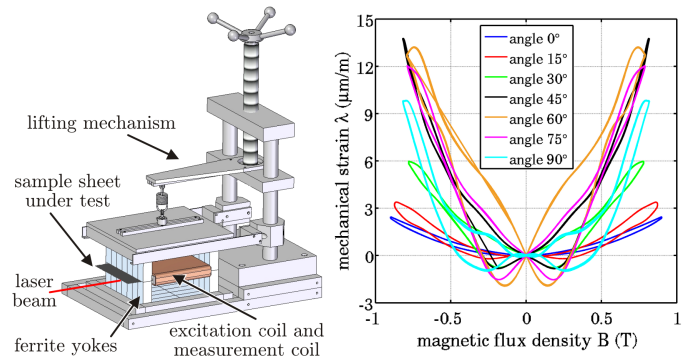 lifting mechanism
sample sheet
under test
laser
beam
ferrite yokes
excitation coil and
measurement coil
mechanical strain λ (μm/m)
15
12
9
6
3
0
-3
angle 0°
angle 15°
angle 30°
angle 45°
angle 60°
angle 75°
angle 90°
-1 -0.5 0 0.5 1
magnetic flux density B (T)